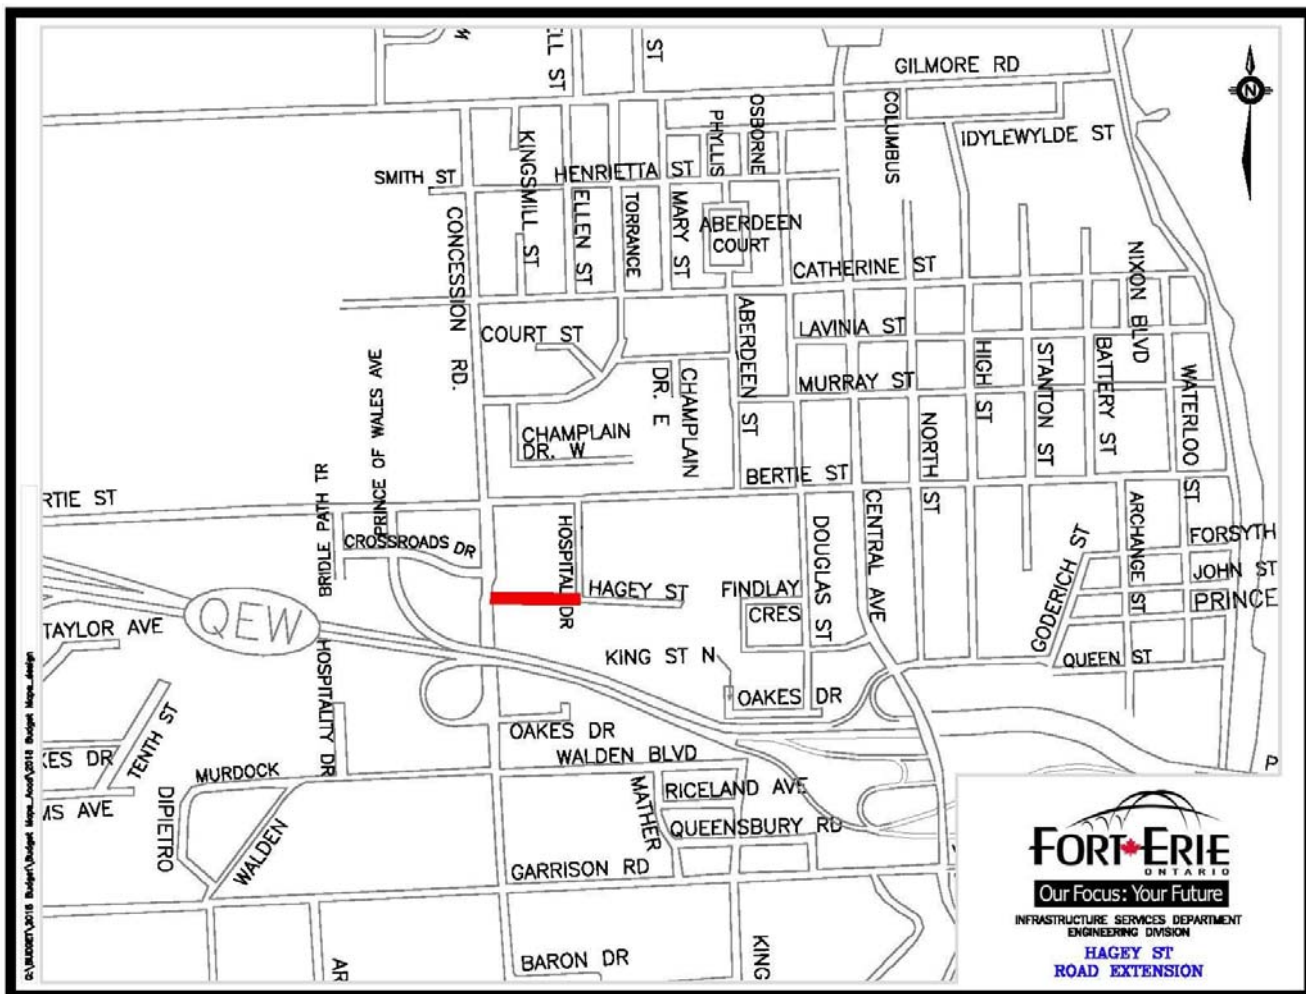 GILMORE RD
ELL ST
ST
COLUMBUS
OSBORNE
PHYLLIS
IDYLEWYLDE ST
KINGSMILL ST
HENRIETTA ST
SMITH ST
ELLEN ST
TORRANCE
MARY ST
ABERDEEN
COURT
CONCESSION RD.
CATHERINE ST
NIXON BLVD
ABERDEEN ST
LAVINIA ST
COURT ST
PRINCE OF WALES AVE
DR. E
CHAMPLAIN
MURRAY ST
HIGH ST
STANTON ST
BATTERY ST
WATERLOO ST
CHAMPLAIN
DR. W
NORTH ST
BERTIE ST
RTIE ST
BRIDLE PATH TR
CROSSROADS DR
HOSPITAL DR
DOUGLAS ST
CENTRAL AVE
ARCHANGE ST
GODERICH ST
FORSYTH
JOHN ST
PRINCE
HAGEY ST
FINDLAY
CRES
QEW
TAYLOR AVE
KING ST N
QUEEN ST
HOSPITALITY DR
OAKES DR
OAKES DR
TENTH ST
KES DR
WALDEN BLVD
P
MURDOCK
MATHER
RICELAND AVE
MS AVE
DIPIETRO
WALDEN
QUEENSBURY RD
GARRISON RD
BARON DR
KING
AR
N
FORT ERIE
ONTARIO
Our Focus: Your Future
INFRASTRUCTURE SERVICES DEPARTMENT
ENGINEERING DIVISION
HAGEY ST
ROAD EXTENSION